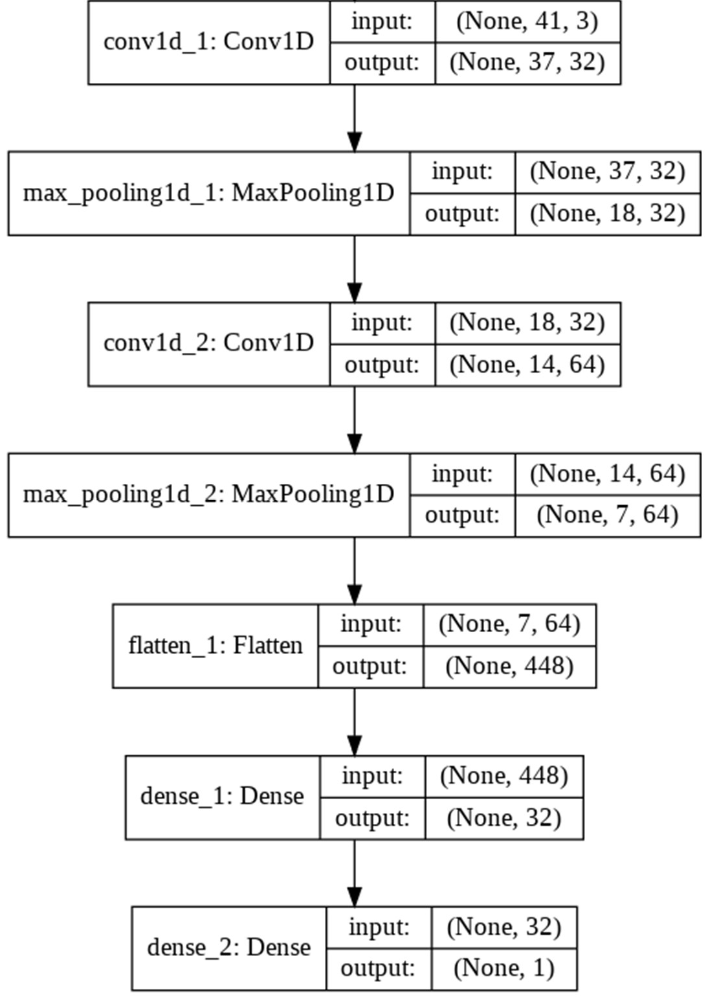 conv1d_1: Conv1D
input:
(None, 41, 3)
output:
(None, 37, 32)
max_pooling1d_1: MaxPooling1D
input:
(None, 37, 32)
output:
(None, 18, 32)
conv1d_2: Conv1D
input:
(None, 18, 32)
output:
(None, 14, 64)
max_pooling1d_2: MaxPooling1D
input:
(None, 14, 64)
output:
(None, 7, 64)
flatten_1: Flatten
input:
(None, 7, 64)
output:
(None, 448)
dense_1: Dense
input:
(None, 448)
output:
(None, 32)
dense_2: Dense
input:
(None, 32)
output:
(None, 1)